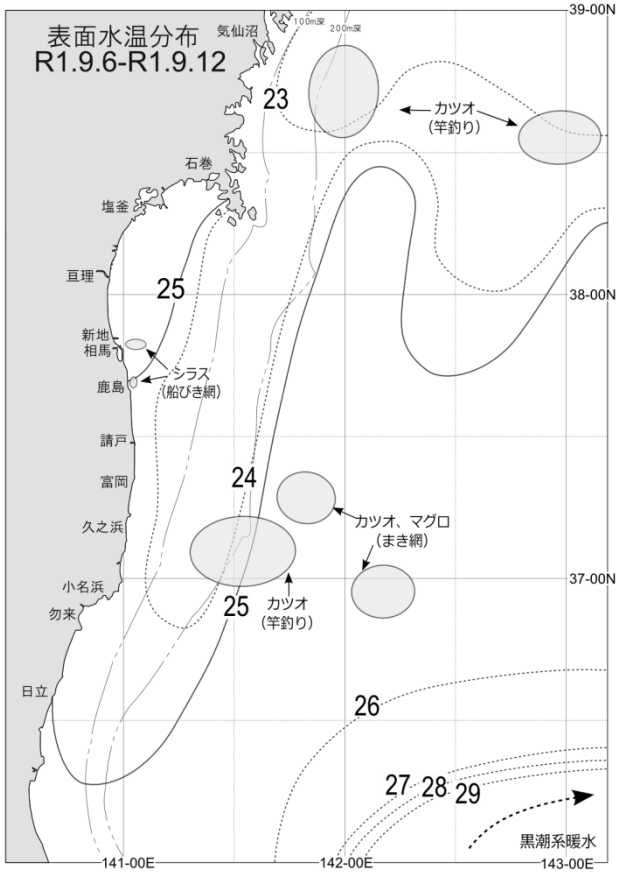 表面水温分布
R1.9.6-R1.9.12
気仙沼
100m深
200m深
39-00N
23
カツオ
(竿釣り)
石巻
塩釜
亘理
25
38-00N
新地
相馬
シラス
(船びき網)
鹿島
請戸
富岡
24
久之浜
カツオ、マグロ
(まき網)
37-00N
小名浜
勿来
25
カツオ
(竿釣り)
日立
26
27
28
29
黒潮系暖水
141-00E
142-00E
143-00E